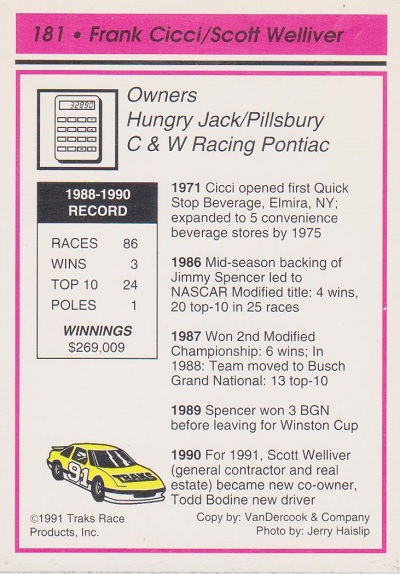 181 • Frank Cicci/Scott Welliver
32890
Owners
Hungry Jack/Pillsbury
C & W Racing Pontiac
1988-1990
RECORD
RACES 86
WINS 3
TOP 10 24
POLES 1
WINNINGS
$269,009
1971 Cicci opened first Quick
Stop Beverage, Elmira, NY;
expanded to 5 convenience
beverage stores by 1975
1986 Mid-season backing of
Jimmy Spencer led to
NASCAR Modified title: 4 wins,
20 top-10 in 25 races
1987 Won 2nd Modified
Championship: 6 wins; In
1988: Team moved to Busch
Grand National: 13 top-10
1989 Spencer won 3 BGN
before leaving for Winston Cup
1990 For 1991, Scott Welliver
(general contractor and real
estate) became new co-owner,
Todd Bodine new driver
91
TRAKS
©1991 Traks Race
Products, Inc.
Copy by: VanDercook & Company
Photo by: Jerry Haislip